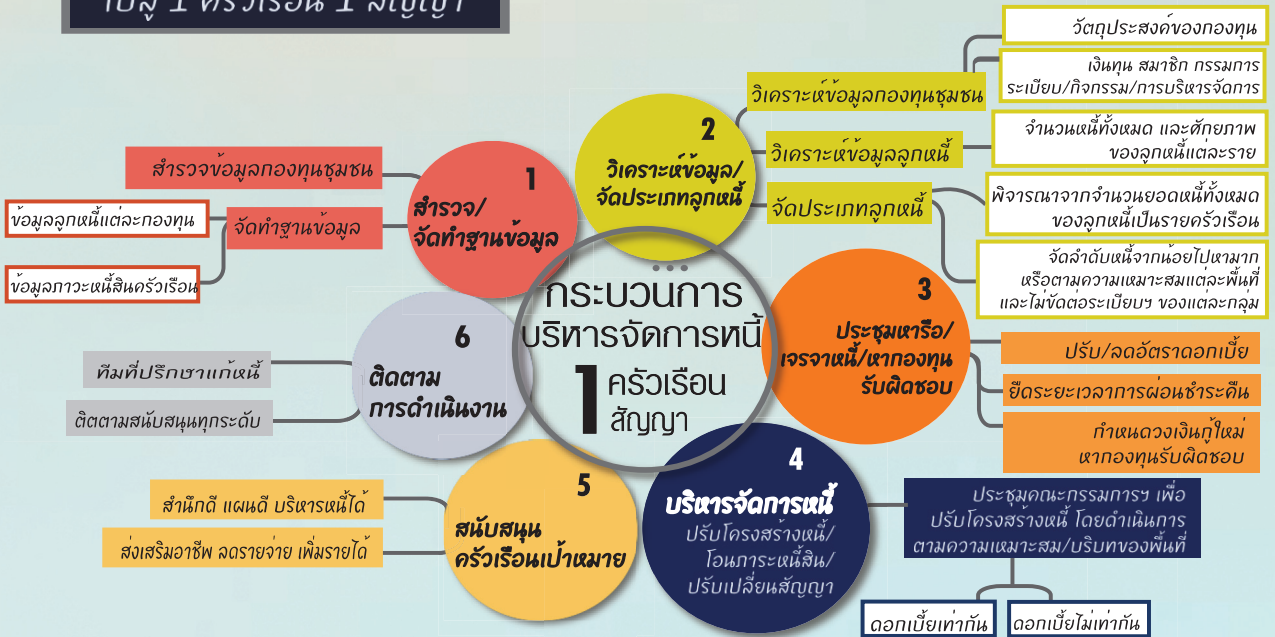 ไปสู่ 1 ครัวเรือน 1 สัญญา
กระบวนการ
บริหารจัดการหนี้
1 ครัวเรือน
สัญญา
1
สำรวจ/
จัดทำฐานข้อมูล
สำรวจข้อมูลกองทุนชุมชน
จัดทำฐานข้อมูล
ข้อมูลลูกหนี้แต่ละกองทุน
ข้อมูลภาวะหนี้สินครัวเรือน
2
วิเคราะห์ข้อมูล/
จัดประเภทลูกหนี้
วิเคราะห์ข้อมูลกองทุนชุมชน
วัตถุประสงค์ของกองทุน
เงินทุน สมาชิก กรรมการ
ระเบียบ/กิจกรรม/การบริหารจัดการ
วิเคราะห์ข้อมูลลูกหนี้
จำนวนหนี้ทั้งหมด และศักยภาพ
ของลูกหนี้แต่ละราย
จัดประเภทลูกหนี้
พิจารณาจากจำนวนยอดหนี้ทั้งหมด
ของลูกหนี้เป็นรายครัวเรือน
จัดลำดับหนี้จากน้อยไปหามาก
หรือตามความเหมาะสมแต่ละพื้นที่
และไม่ขัดต่อระเบียบฯ ของแต่ละกลุ่ม
3
ประชุมหารือ/
เจรจาหนี้/หากองทุน
รับผิดชอบ
ปรับ/ลดอัตราดอกเบี้ย
ยืดระยะเวลาการผ่อนชำระคืน
กำหนดวงเงินกู้ใหม่
หากองทุนรับผิดชอบ
4
บริหารจัดการหนี้
ปรับโครงสร้างหนี้/
โอนภาระหนี้สิน/
ปรับเปลี่ยนสัญญา
ประชุมคณะกรรมการฯ เพื่อ
ปรับโครงสร้างหนี้ โดยดำเนินการ
ตามความเหมาะสม/บริบทของพื้นที่
ดอกเบี้ยเท่ากัน
ดอกเบี้ยไม่เท่ากัน
5
สนับสนุน
ครัวเรือนเป้าหมาย
สำนึกดี แผนดี บริหารหนี้ได้
ส่งเสริมอาชีพ ลดรายจ่าย เพิ่มรายได้
6
ติดตาม
การดำเนินงาน
ทีมที่ปรึกษาแก้หนี้
ติดตามสนับสนุนทุกระดับ